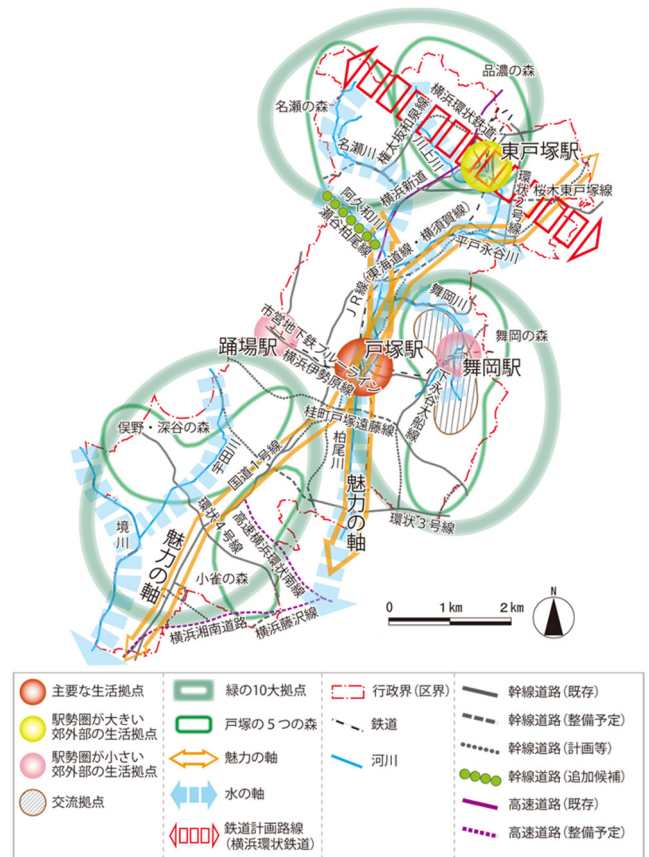 品濃の森
名瀬の森
横浜環状鉄道
権太坂和泉線
川上川
名瀬川
東戸塚駅
横浜新道
環状2号線
桜木東戸塚線
阿久和川
瀬谷柏尾線
JR線(東海道線・横須賀線)
平戸永谷川
舞岡川
市営地下鉄ブルーライン
舞岡の森
踊場駅
戸塚駅
舞岡駅
横浜伊勢原線
永谷大船線
桂町戸塚遠藤線
俣野・深谷の森
宇田川
国道1号線
柏尾川
魅力の軸
環状3号線
境川
環状4号線
高速横浜環状南線
魅力の軸
小雀の森
横浜湘南道路
横浜藤沢線
0 1km 2km
N
主要な生活拠点
駅勢圏が大きい
郊外部の生活拠点
駅勢圏が小さい
郊外部の生活拠点
交流拠点
緑の10大拠点
戸塚の5つの森
魅力の軸
水の軸
鉄道計画路線
(横浜環状鉄道)
行政界(区界)
鉄道
河川
幹線道路(既存)
幹線道路(整備予定)
幹線道路(計画等)
幹線道路(追加候補)
高速道路(既存)
高速道路(整備予定)